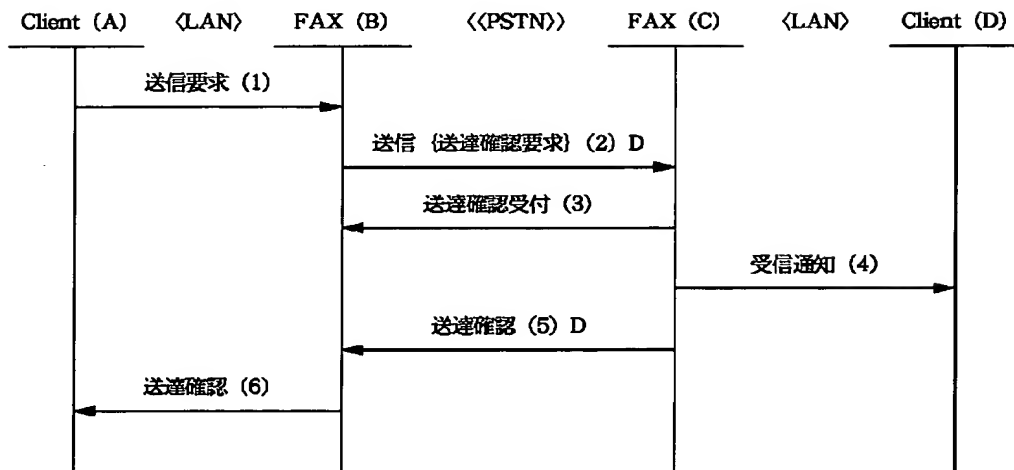 Client (A) 〈LAN〉 FAX (B) 《PSTN》 FAX (C) 〈LAN〉 Client (D)
送信要求 (1)
送信 {送達確認要求} (2) D
送達確認受付 (3)
受信通知 (4)
送達確認 (5) D
送達確認 (6)